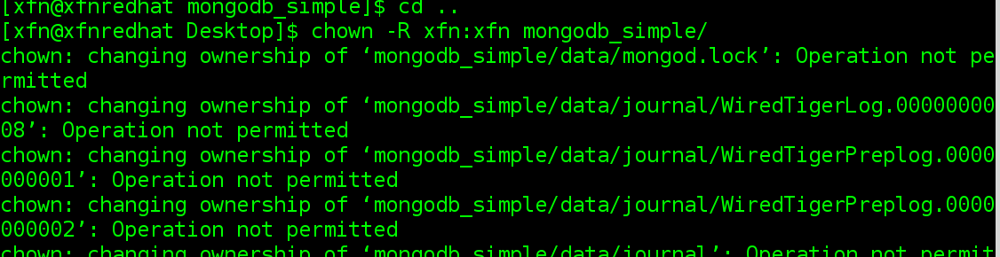 [xfn@xfnredhat mongodb_simple]$ cd ..
[xfn@xfnredhat Desktop]$ chown -R xfn:xfn mongodb_simple/
chown: changing ownership of ‘mongodb_simple/data/mongod.lock’: Operation not pe
rmitted
chown: changing ownership of ‘mongodb_simple/data/journal/WiredTigerLog.00000000
08’: Operation not permitted
chown: changing ownership of ‘mongodb_simple/data/journal/WiredTigerPreplog.0000
000001’: Operation not permitted
chown: changing ownership of ‘mongodb_simple/data/journal/WiredTigerPreplog.0000
000002’: Operation not permitted
chown: changing ownership of ‘mongodb_simple/data/journal’: Operation not permit